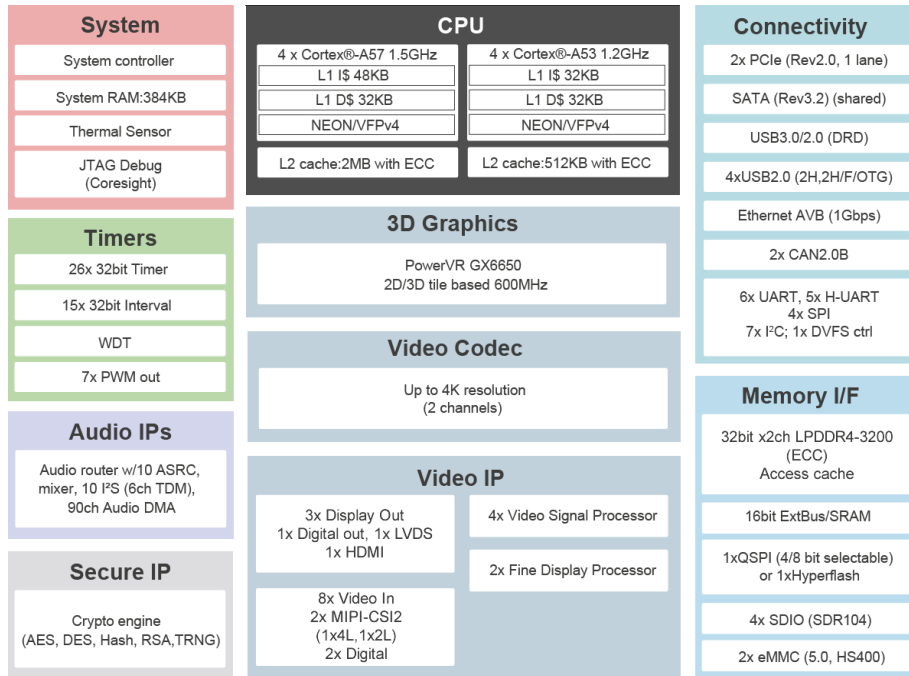 System
System controller
System RAM:384KB
Thermal Sensor
JTAG Debug
(Coresight)
Timers
26x 32bit Timer
15x 32bit Interval
WDT
7x PWM out
Audio IPs
Audio router w/10 ASRC,
mixer, 10 I²S (6ch TDM),
90ch Audio DMA
Secure IP
Crypto engine
(AES, DES, Hash, RSA,TRNG)
CPU
4 x Cortex®-A57 1.5GHz
L1 I$ 48KB
L1 D$ 32KB
NEON/VFPv4
L2 cache:2MB with ECC
4 x Cortex®-A53 1.2GHz
L1 I$ 32KB
L1 D$ 32KB
NEON/VFPv4
L2 cache:512KB with ECC
3D Graphics
PowerVR GX6650
2D/3D tile based 600MHz
Video Codec
Up to 4K resolution
(2 channels)
Video IP
3x Display Out
1x Digital out, 1x LVDS
1x HDMI
8x Video In
2x MIPI-CSI2
(1x4L,1x2L)
2x Digital
4x Video Signal Processor
2x Fine Display Processor
Connectivity
2x PCIe (Rev2.0, 1 lane)
SATA (Rev3.2) (shared)
USB3.0/2.0 (DRD)
4xUSB2.0 (2H,2H/F/OTG)
Ethernet AVB (1Gbps)
2x CAN2.0B
6x UART, 5x H-UART
4x SPI
7x I²C; 1x DVFS ctrl
Memory I/F
32bit x2ch LPDDR4-3200
(ECC)
Access cache
16bit ExtBus/SRAM
1xQSPI (4/8 bit selectable)
or 1xHyperflash
4x SDIO (SDR104)
2x eMMC (5.0, HS400)